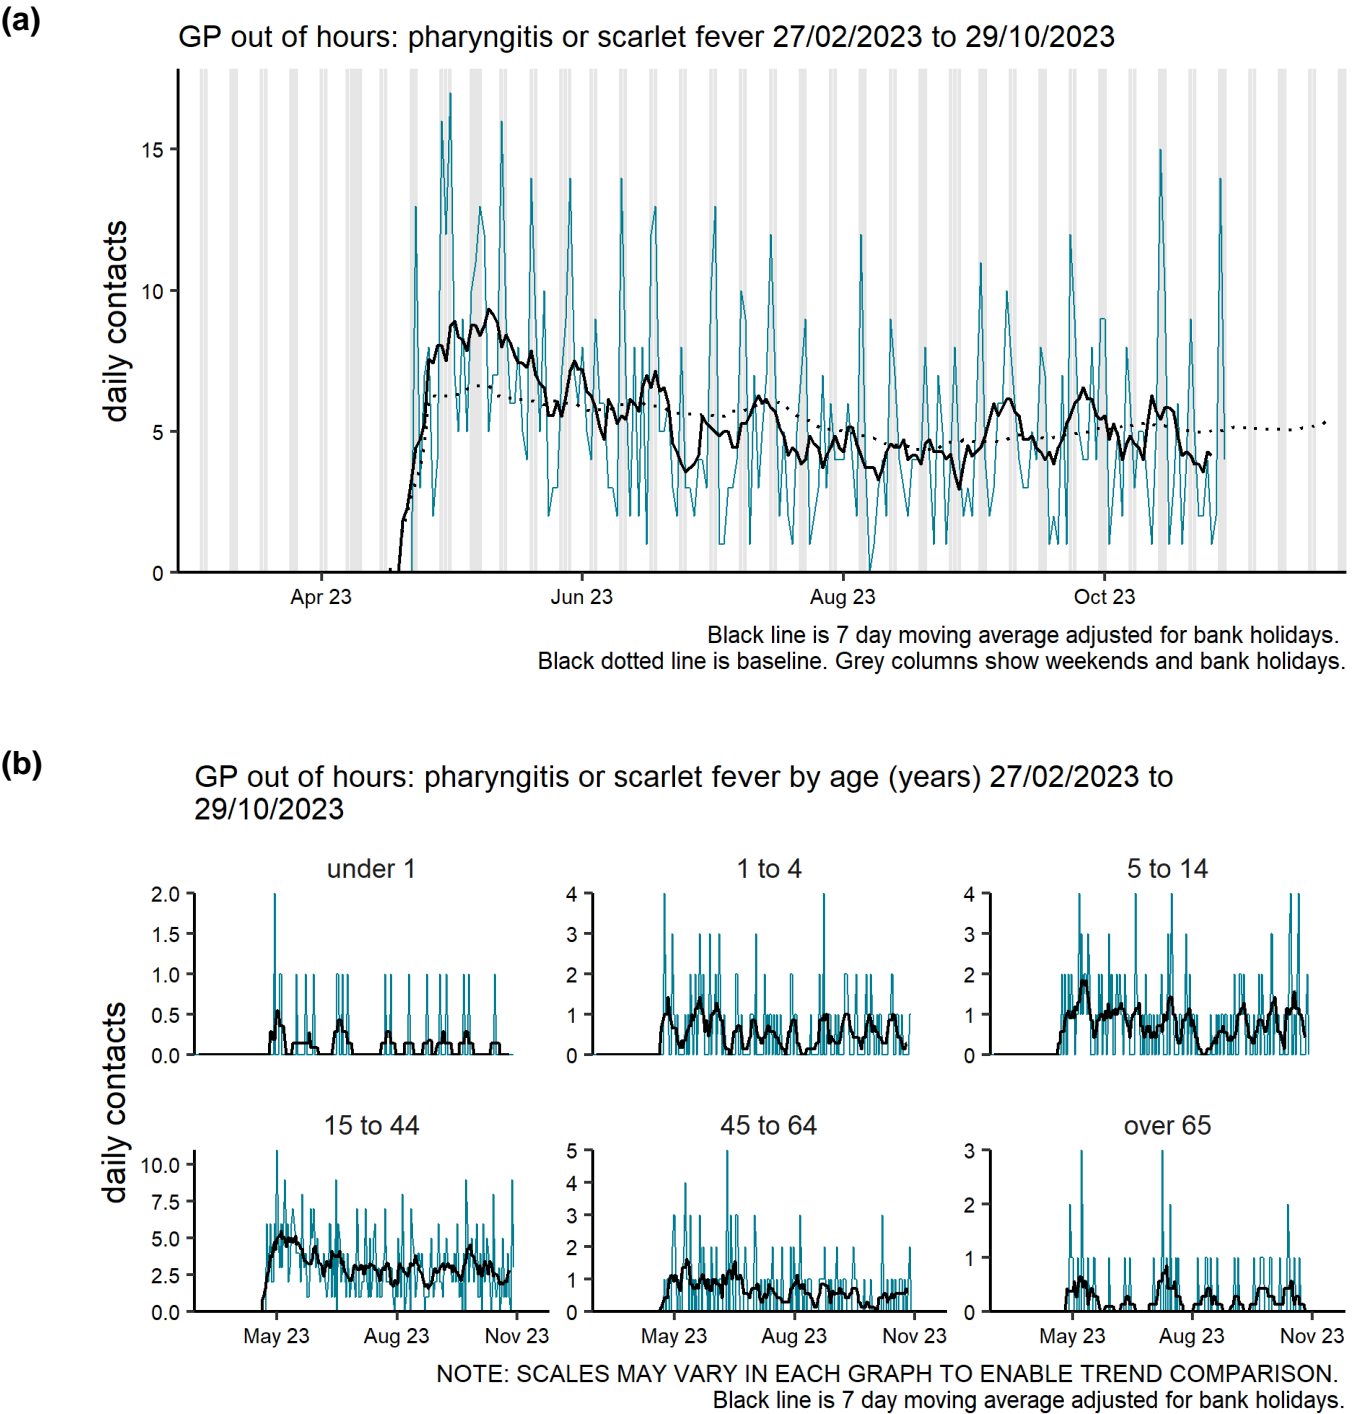 (a)
GP out of hours: pharyngitis or scarlet fever 27/02/2023 to 29/10/2023
daily contacts
15
10
5
0
Apr 23 Jun 23 Aug 23 Oct 23
Black line is 7 day moving average adjusted for bank holidays.
Black dotted line is baseline. Grey columns show weekends and bank holidays.
(b)
GP out of hours: pharyngitis or scarlet fever by age (years) 27/02/2023 to
29/10/2023
daily contacts
under 1
2.0
1.5
1.0
0.5
0.0
1 to 4
4
3
2
1
0
5 to 14
4
3
2
1
0
15 to 44
10.0
7.5
5.0
2.5
0.0
May 23 Aug 23 Nov 23
45 to 64
5
4
3
2
1
0
May 23 Aug 23 Nov 23
over 65
3
2
1
0
May 23 Aug 23 Nov 23
NOTE: SCALES MAY VARY IN EACH GRAPH TO ENABLE TREND COMPARISON.
Black line is 7 day moving average adjusted for bank holidays.